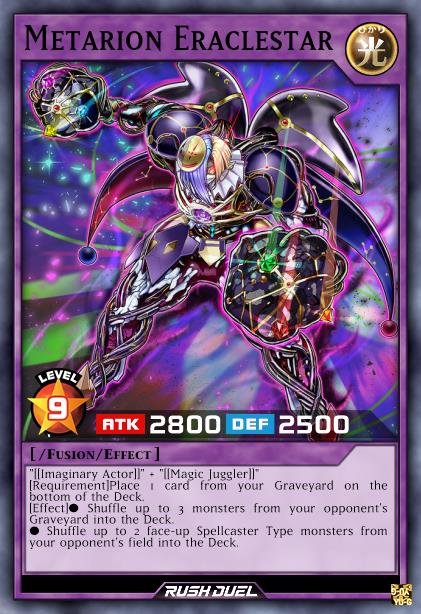 METARION ERACLESTAR
ひかり
光
LEVEL
9
ATK 2800 DEF 2500
[ /FUSION/EFFECT ]
"[[Imaginary Actor]]" + "[[Magic Juggler]]"
[Requirement]Place 1 card from your Graveyard on the
bottom of the Deck.
[Effect]● Shuffle up to 3 monsters from your opponent's
Graveyard into the Deck.
● Shuffle up to 2 face-up Spellcaster Type monsters from
your opponent's field into the Deck.
RUSH DUEL